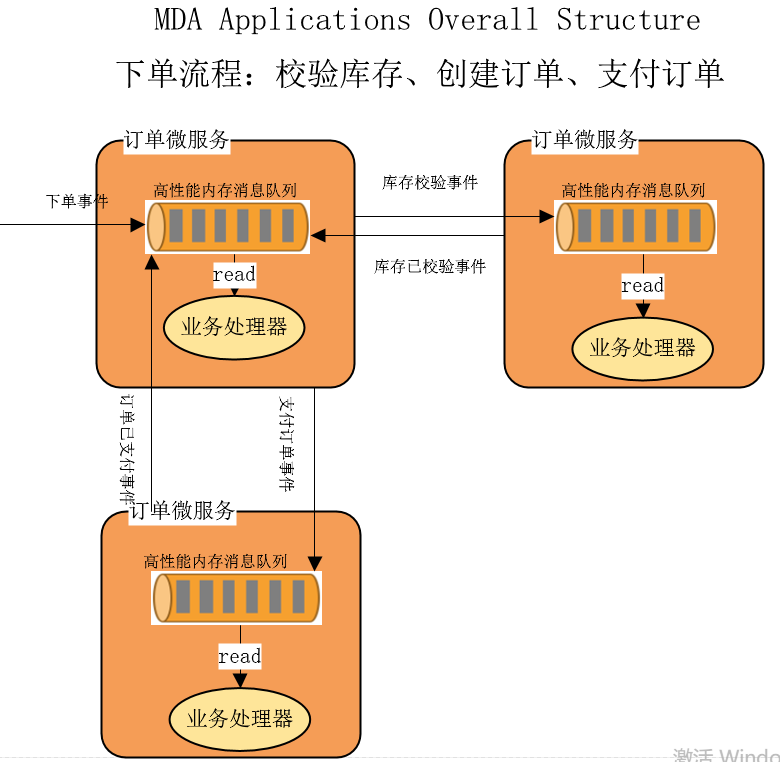 MDA Applications Overall Structure
下单流程：校验库存、创建订单、支付订单
订单微服务
订单微服务
高性能内存消息队列
库存校验事件
高性能内存消息队列
下单事件
库存已校验事件
read
read
业务处理器
业务处理器
订单已支付事件
支付订单事件
订单微服务
高性能内存消息队列
read
业务处理器
激活 Windo